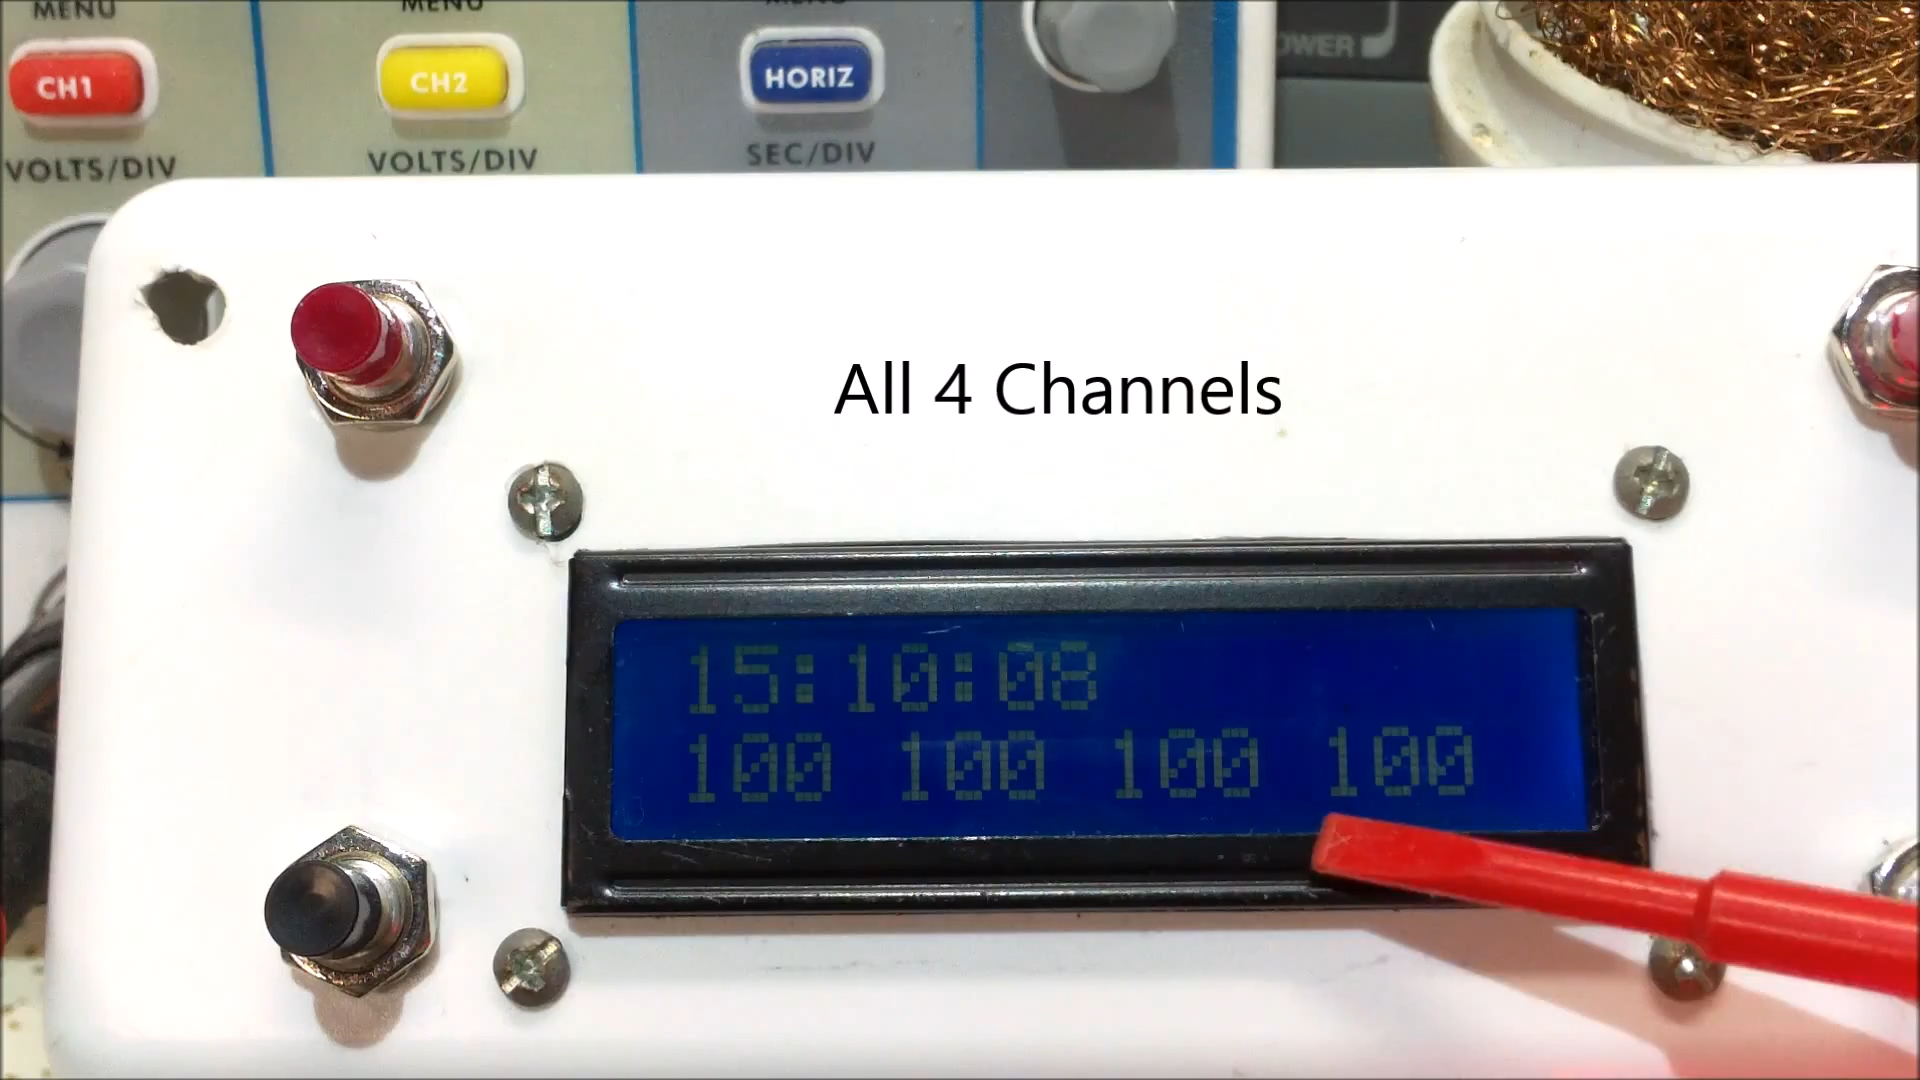 MENU
MENU
MENU
CH1
CH2
HORIZ
VOLTS/DIV
VOLTS/DIV
SEC/DIV
All 4 Channels
15:10:08
100 100 100 100